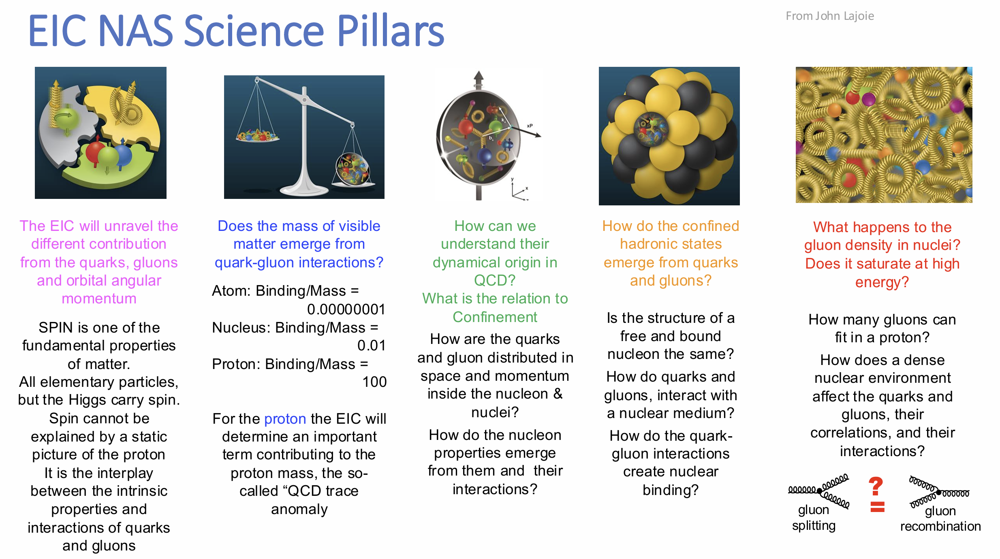 EIC NAS Science Pillars
From John Lajoie
k⊥
xP
b⊥
y
x
z
The EIC will unravel the
different contribution
from the quarks, gluons
and orbital angular
momentum
SPIN is one of the
fundamental properties
of matter.
All elementary particles,
but the Higgs carry spin.
Spin cannot be
explained by a static
picture of the proton
It is the interplay
between the intrinsic
properties and
interactions of quarks
and gluons
Does the mass of visible
matter emerge from
quark-gluon interactions?
Atom: Binding/Mass =
0.00000001
Nucleus: Binding/Mass =
0.01
Proton: Binding/Mass =
100
For the proton the EIC will
determine an important
term contributing to the
proton mass, the so-
called “QCD trace
anomaly
How can we
understand their
dynamical origin in
QCD?
What is the relation to
Confinement
How are the quarks
and gluon distributed in
space and momentum
inside the nucleon &
nuclei?
How do the nucleon
properties emerge
from them and their
interactions?
How do the confined
hadronic states
emerge from quarks
and gluons?
Is the structure of a
free and bound
nucleon the same?
How do quarks and
gluons, interact with
a nuclear medium?
How do the quark-
gluon interactions
create nuclear
binding?
What happens to the
gluon density in nuclei?
Does it saturate at high
energy?
How many gluons can
fit in a proton?
How does a dense
nuclear environment
affect the quarks and
gluons, their
correlations, and their
interactions?
?
=
gluon
splitting
gluon
recombination